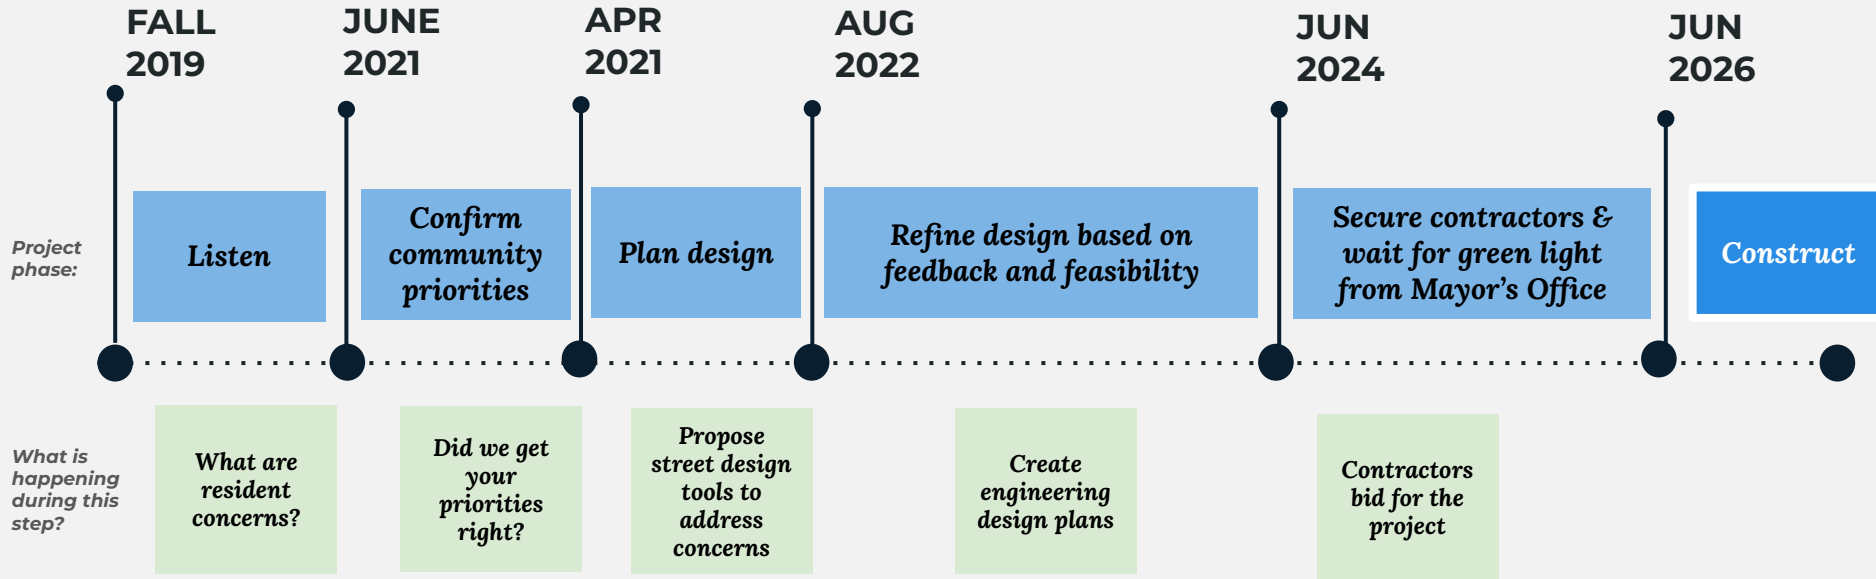 FALL
2019
JUNE
2021
APR
2021
AUG
2022
JUN
2024
JUN
2026
Project
phase:
Listen
Confirm
community
priorities
Plan design
Refine design based on
feedback and feasibility
Secure contractors &
wait for green light
from Mayor’s Office
Construct
What is
happening
during this
step?
What are
resident
concerns?
Did we get
your
priorities
right?
Propose
street design
tools to
address
concerns
Create
engineering
design plans
Contractors
bid for the
project